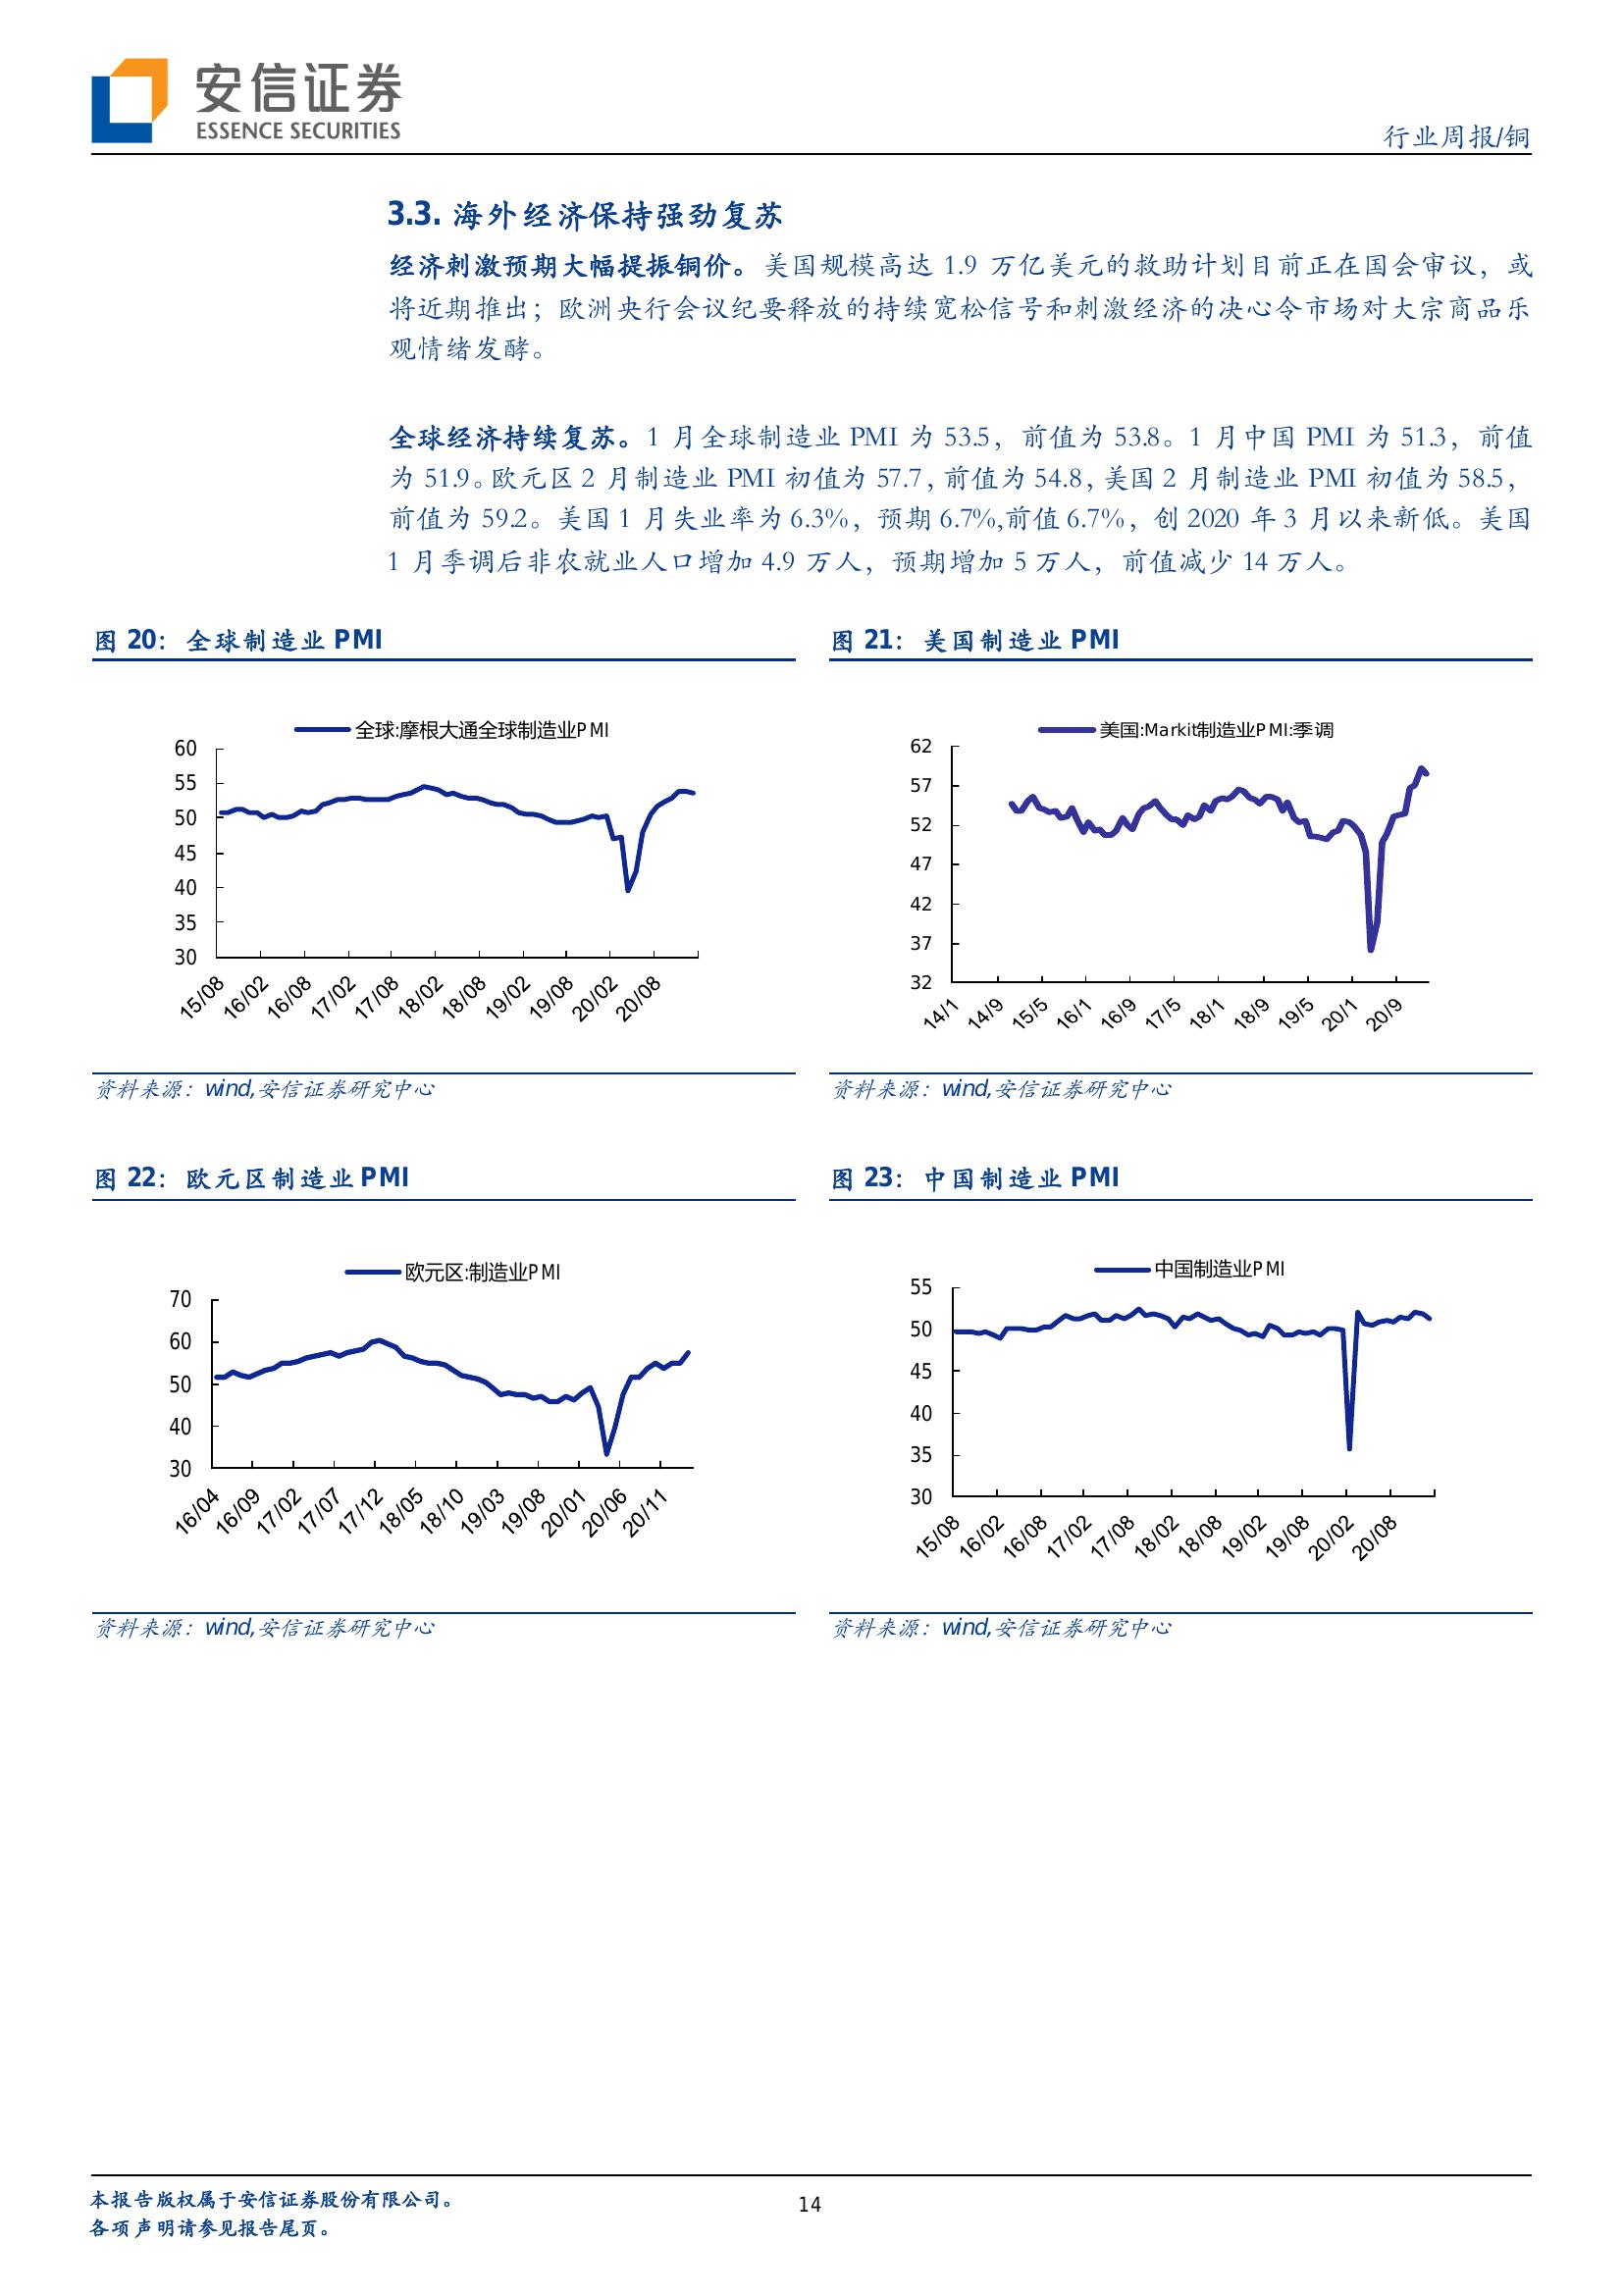 安信证券
ESSENCE SECURITIES
行业周报/铜
3.3. 海外经济保持强劲复苏
经济刺激预期大幅提振铜价。美国规模高达 1.9 万亿美元的救助计划目前正在国会审议，或
将近期推出；欧洲央行会议纪要释放的持续宽松信号和刺激经济的决心令市场对大宗商品乐
观情绪发酵。
全球经济持续复苏。1 月全球制造业 PMI 为 53.5，前值为 53.8。1 月中国 PMI 为 51.3，前值
为 51.9。欧元区 2 月制造业 PMI 初值为 57.7，前值为 54.8，美国 2 月制造业 PMI 初值为 58.5，
前值为 59.2。美国 1 月失业率为 6.3%，预期 6.7%,前值 6.7%，创 2020 年 3 月以来新低。美国
1 月季调后非农就业人口增加 4.9 万人，预期增加 5 万人，前值减少 14 万人。
图 20：全球制造业 PMI
全球:摩根大通全球制造业PMI
60
55
50
45
40
35
30
15/08
16/02
16/08
17/02
17/08
18/02
18/08
19/02
19/08
20/02
20/08
资料来源：wind,安信证券研究中心
图 21：美国制造业 PMI
美国:Markit制造业PMI:季调
62
57
52
47
42
37
32
14/1
14/9
15/5
16/1
16/9
17/5
18/1
18/9
19/5
20/1
20/9
资料来源：wind,安信证券研究中心
图 22：欧元区制造业 PMI
欧元区:制造业PMI
70
60
50
40
30
16/04
16/09
17/02
17/07
17/12
18/05
18/10
19/03
19/08
20/01
20/06
20/11
资料来源：wind,安信证券研究中心
图 23：中国制造业 PMI
中国制造业PMI
55
50
45
40
35
30
15/08
16/02
16/08
17/02
17/08
18/02
18/08
19/02
19/08
20/02
20/08
资料来源：wind,安信证券研究中心
本报告版权属于安信证券股份有限公司。
各项声明请参见报告尾页。
14